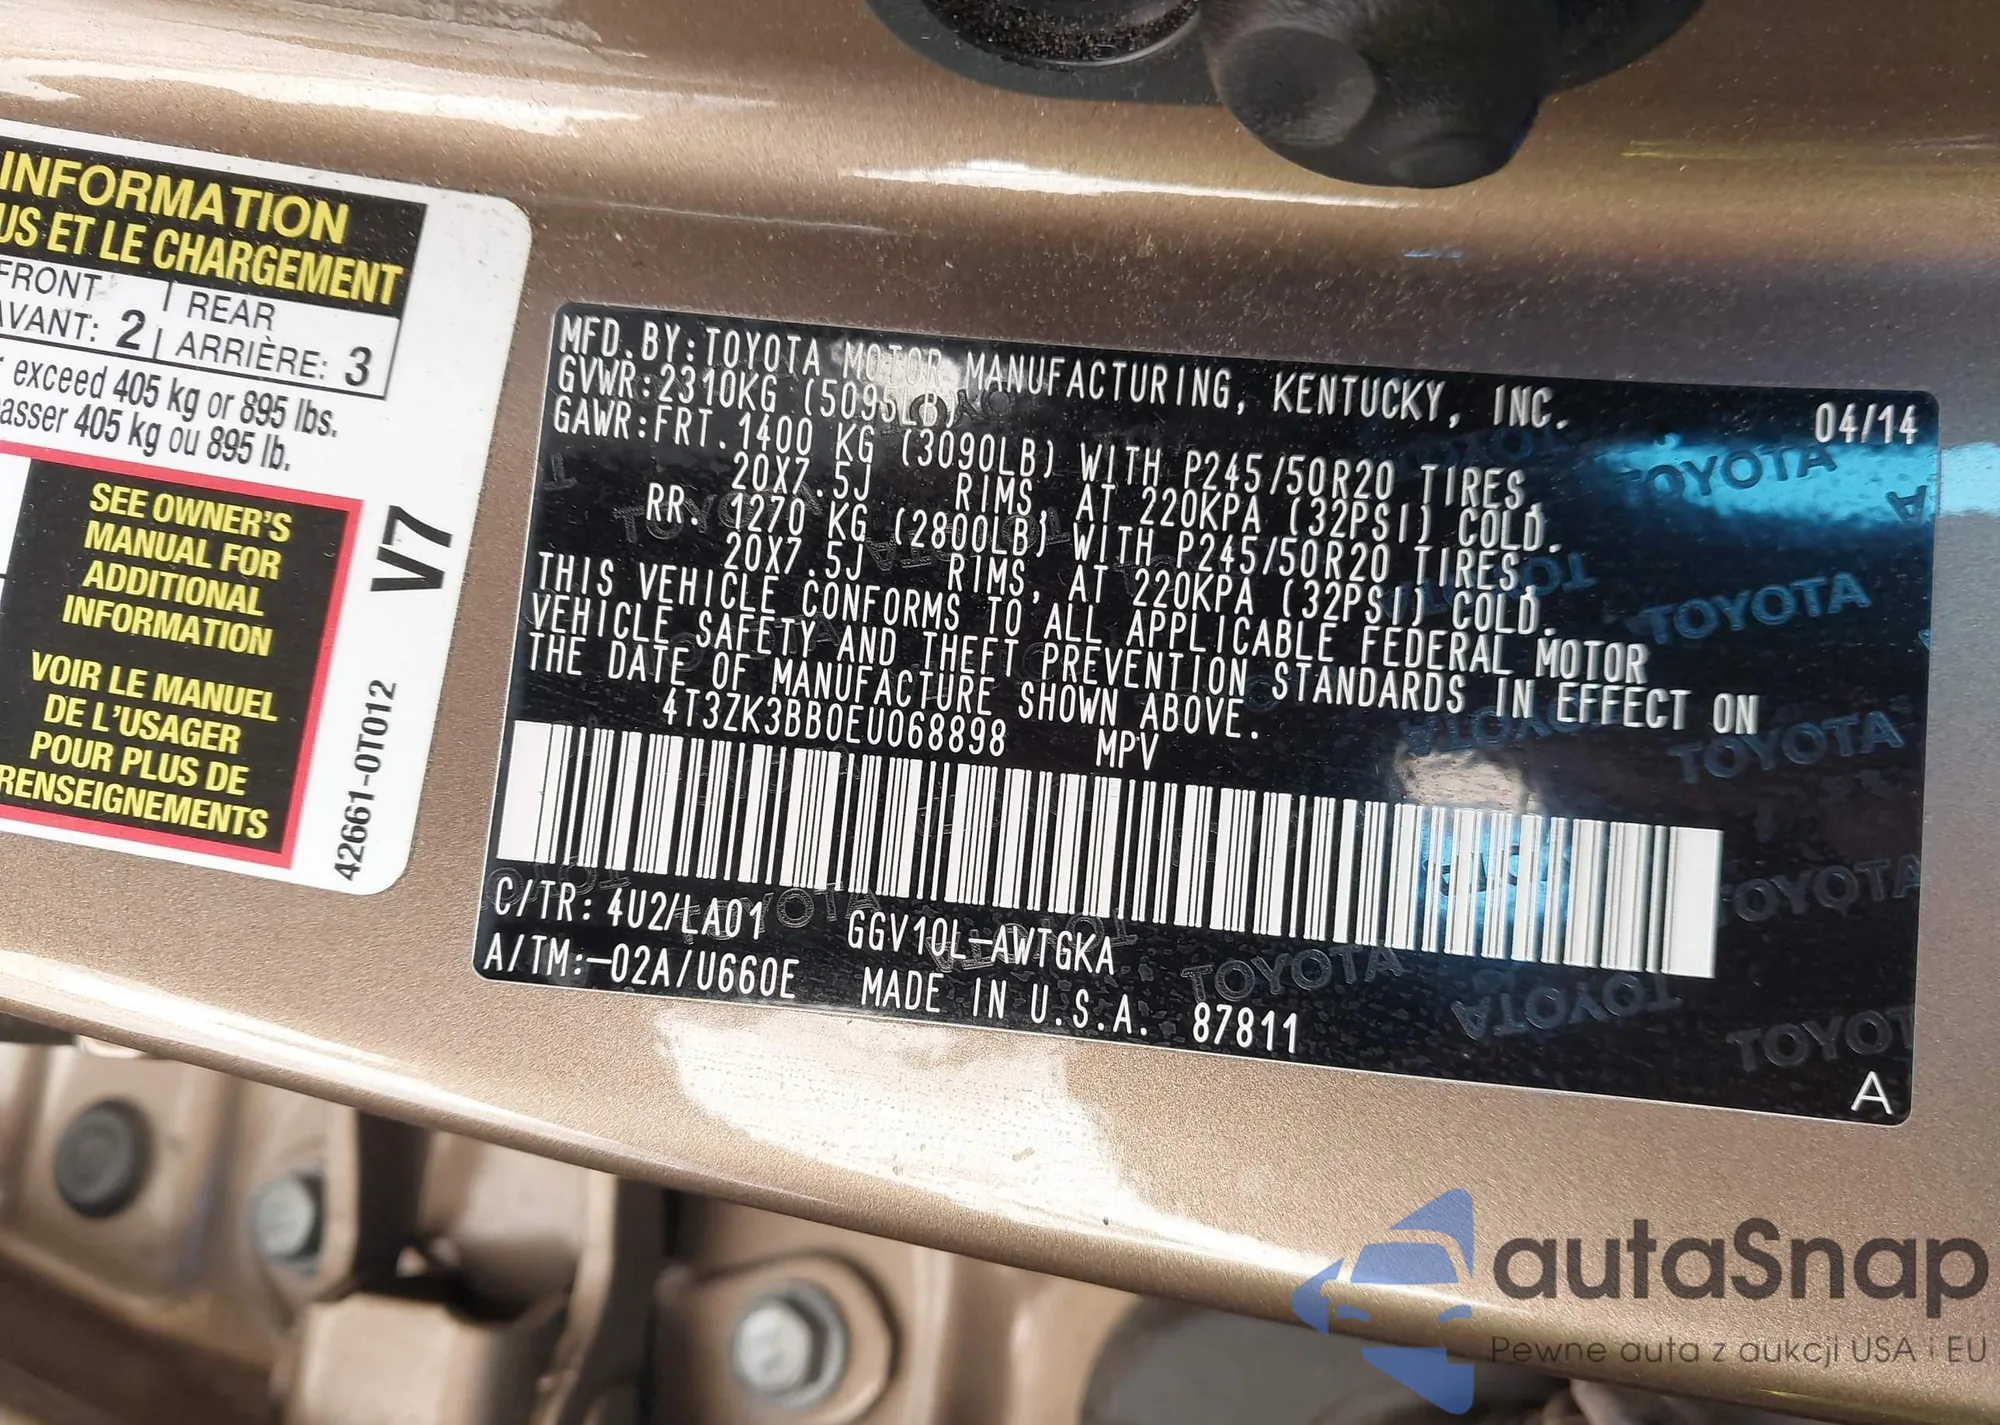 INFORMATION
US ET LE CHARGEMENT
FRONT
AVANT: 2
REAR
ARRIÈRE: 3
exceed 405 kg or 895 lbs.
asser 405 kg ou 895 lb.
SEE OWNER'S
MANUAL FOR
ADDITIONAL
INFORMATION
VOIR LE MANUEL
DE L'USAGER
POUR PLUS DE
RENSEIGNEMENTS
V7
42661-0T012
MFD.BY:TOYOTA MOTOR MANUFACTURING, KENTUCKY, INC. 04/14
GVWR:2310KG (5095LB)
GAWR:FRT.1400 KG (3090LB) WITH P245/50R20 TIRES,
20X7.5J RIMS, AT 220KPA (32PSI) COLD.
RR. 1270 KG (2800LB) WITH P245/50R20 TIRES,
20X7.5J RIMS, AT 220KPA (32PSI) COLD.
THIS VEHICLE CONFORMS TO ALL APPLICABLE FEDERAL MOTOR
VEHICLE SAFETY AND THEFT PREVENTION STANDARDS IN EFFECT ON
THE DATE OF MANUFACTURE SHOWN ABOVE.
4T3ZK3BB0EU068898 MPV
C/TR: 4U2/LA01 GGV10L-AWTGKA
A/TM:-02A/U660E MADE IN U.S.A. 87811
A
TOYOTA
TOYOTA
TOYOTA
TOYOTA
TOYOTA
TOYOTA
autaSnap
Pewne auta z aukcji USA i EU